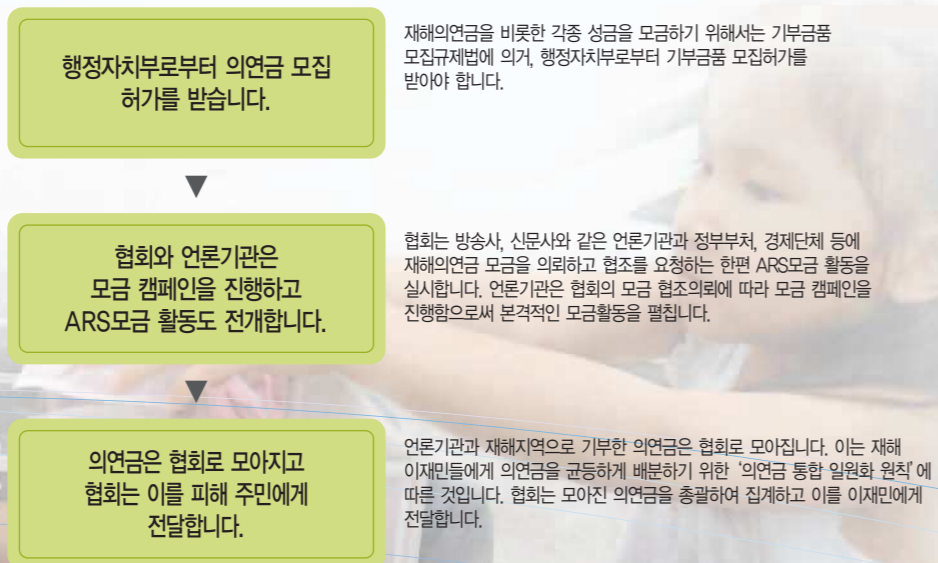 행정자치부로부터 의연금 모집
허가를 받습니다.
재해의연금을 비롯한 각종 성금을 모금하기 위해서는 기부금품
모집규제법에 의거, 행정자치부로부터 기부금품 모집허가를
받아야 합니다.
▼
협회와 언론기관은
모금 캠페인을 진행하고
ARS모금 활동도 전개합니다.
협회는 방송사, 신문사와 같은 언론기관과 정부부처, 경제단체 등에
재해의연금 모금을 의뢰하고 협조를 요청하는 한편 ARS모금 활동을
실시합니다. 언론기관은 협회의 모금 협조의뢰에 따라 모금 캠페인을
진행함으로써 본격적인 모금활동을 펼칩니다.
▼
의연금은 협회로 모아지고
협회는 이를 피해 주민에게
전달합니다.
언론기관과 재해지역으로 기부한 의연금은 협회로 모아집니다. 이는 재해
이재민들에게 의연금을 균등하게 배분하기 위한 ‘의연금 통합 일원화 원칙’에
따른 것입니다. 협회는 모아진 의연금을 총괄하여 집계하고 이를 이재민에게
전달합니다.